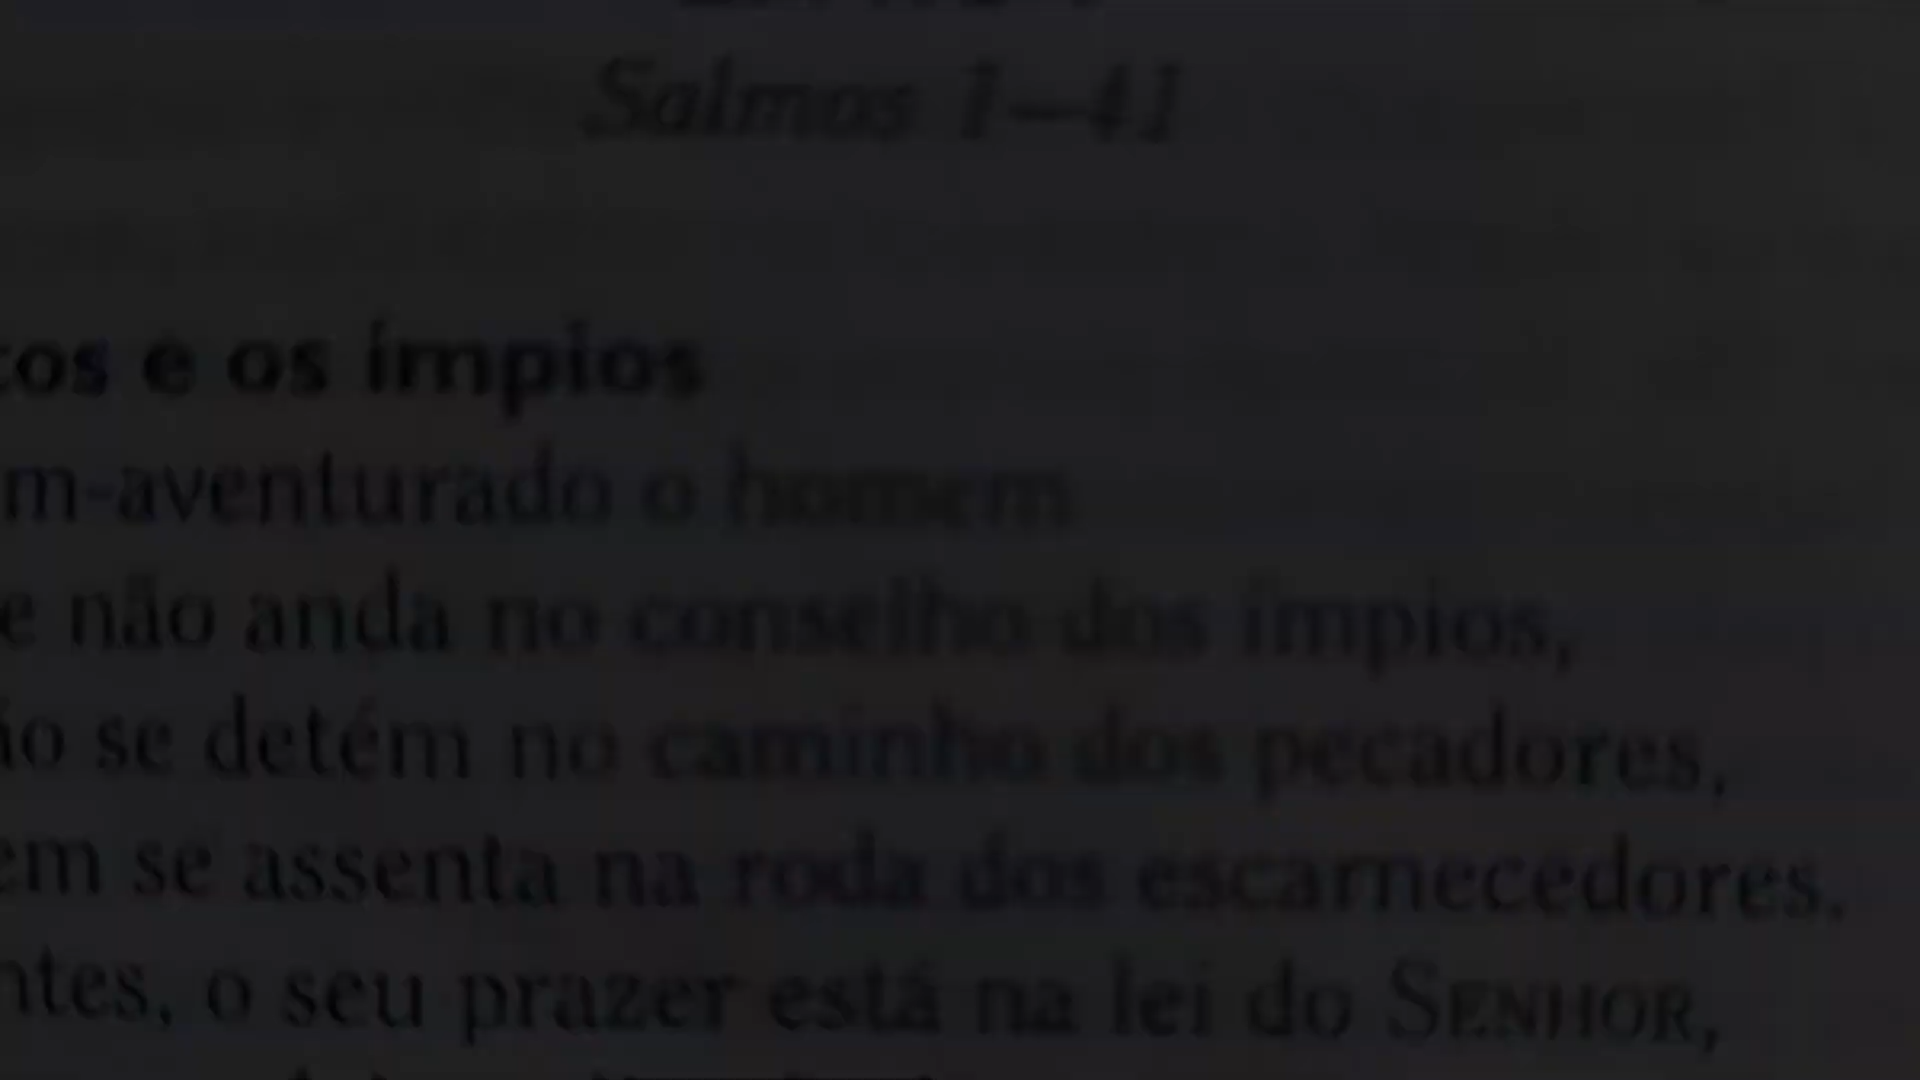 Salmos 1—41
tos e os ímpios
m-aventurado o homem
e não anda no conselho dos ímpios,
ão se detém no caminho dos pecadores,
em se assenta na roda dos escarnecedores.
ntes, o seu prazer está na lei do SENHOR,